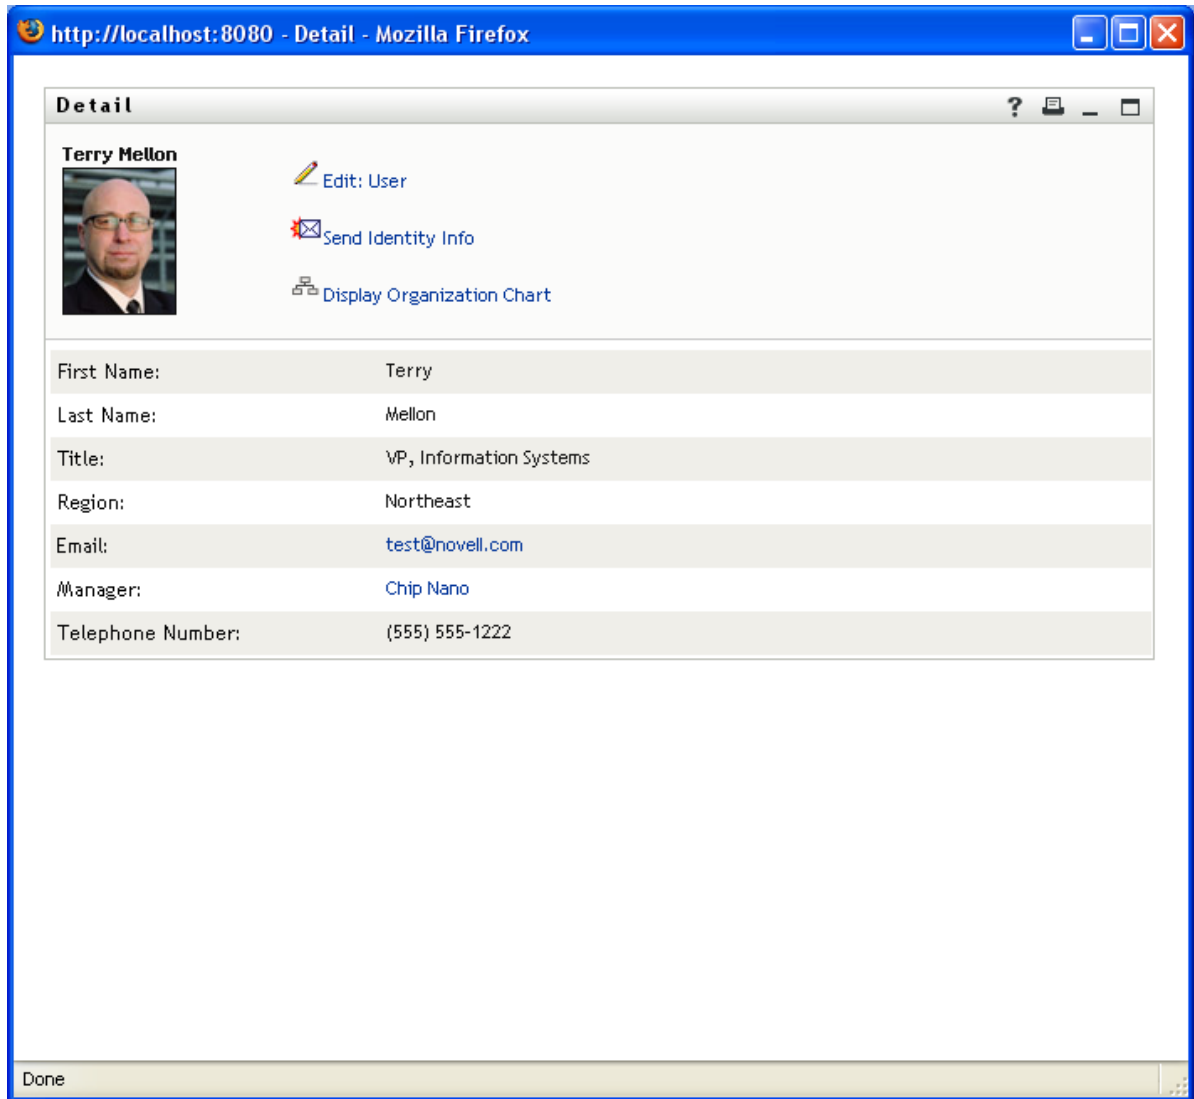 http://localhost:8080 - Detail - Mozilla Firefox
Detail
?
Terry Mellon
Edit: User
Send Identity Info
Display Organization Chart
First Name: Terry
Last Name: Mellon
Title: VP, Information Systems
Region: Northeast
Email: test@novell.com
Manager: Chip Nano
Telephone Number: (555) 555-1222
Done